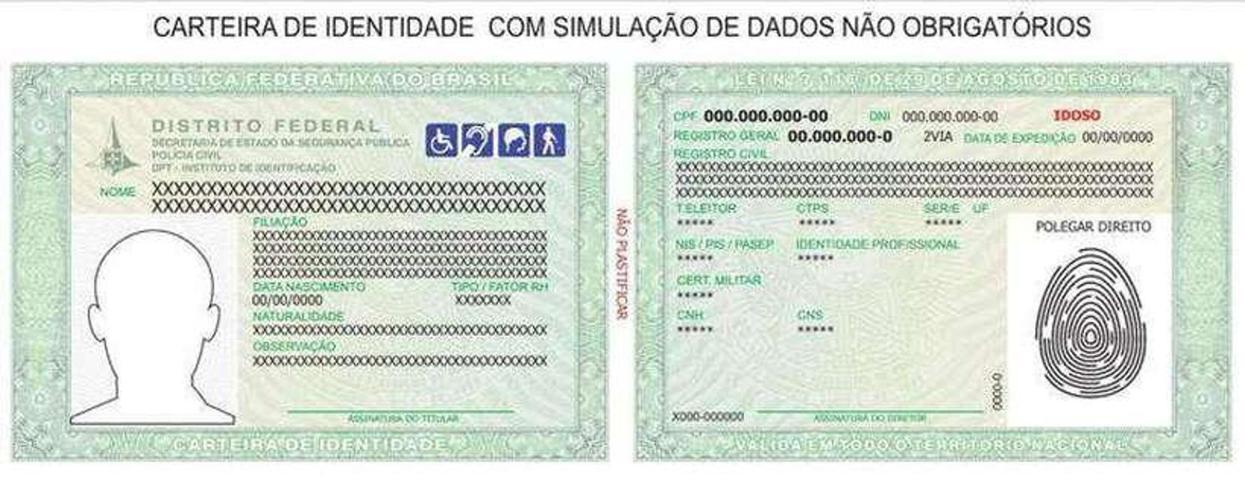 CARTEIRA DE IDENTIDADE COM SIMULAÇÃO DE DADOS NÃO OBRIGATÓRIOS
REPÚBLICA FEDERATIVA DO BRASIL
DISTRITO FEDERAL
SECRETARIA DE ESTADO DA SEGURANÇA PÚBLICA
POLÍCIA CIVIL
DPT - INSTITUTO DE IDENTIFICAÇÃO
NOME XXXXXXXXXXXXXXXXXXXXXXXXXXXXXXXXXXXXX
XXXXXXXXXXXXXXXXXXXXXXXXXXXXXXXXXXXXX
FILIAÇÃO
XXXXXXXXXXXXXXXXXXXXXXXXXXXXXXXXXXXXX
XXXXXXXXXXXXXXXXXXXXXXXXXXXXXXXXXXXXX
XXXXXXXXXXXXXXXXXXXXXXXXXXXXXXXXXXXXX
XXXXXXXXXXXXXXXXXXXXXXXXXXXXXXXXXXXXX
DATA NASCIMENTO TIPO / FATOR RH
00/00/0000 XXXXXXX
NATURALIDADE
XXXXXXXXXXXXXXXXXXXXXXXXXXXXXXXXXXXXX
OBSERVAÇÃO
XXXXXXXXXXXXXXXXXXXXXXXXXXXXXXXXXXXXX
ASSINATURA DO TITULAR
CARTEIRA DE IDENTIDADE
NÃO PLASTIFICAR
LEI Nº 7.116, DE 29 DE AGOSTO DE 1983
CPF 000.000.000-00 DNI 000.000.000-00 IDOSO
REGISTRO GERAL 00.000.000-0 2VIA DATA DE EXPEDIÇÃO 00/00/0000
REGISTRO CIVIL
XXXXXXXXXXXXXXXXXXXXXXXXXXXXXXXXXXXXXXXXXXXXXXXXXXXXXXXXXXXX
XXXXXXXXXXXXXXXXXXXXXXXXXXXXXXXXXXXXXXXXXXXXXXXXXXXXXXXXXXXX
XXXXXXXXXXXXXXXXXXXXXXXXXXXXXXXXXXXXXXXXXXXXXXXXXXXXXXXXXXXX
T.ELEITOR CTPS SERIE UF
***** ***** *****
POLEGAR DIREITO
NIS / PIS / PASEP IDENTIDADE PROFISSIONAL
***** *****
CERT. MILITAR
*****
CNH CNS
***** *****
0000-0
X000-000000
ASSINATURA DO DIRETOR
VÁLIDA EM TODO O TERRITÓRIO NACIONAL